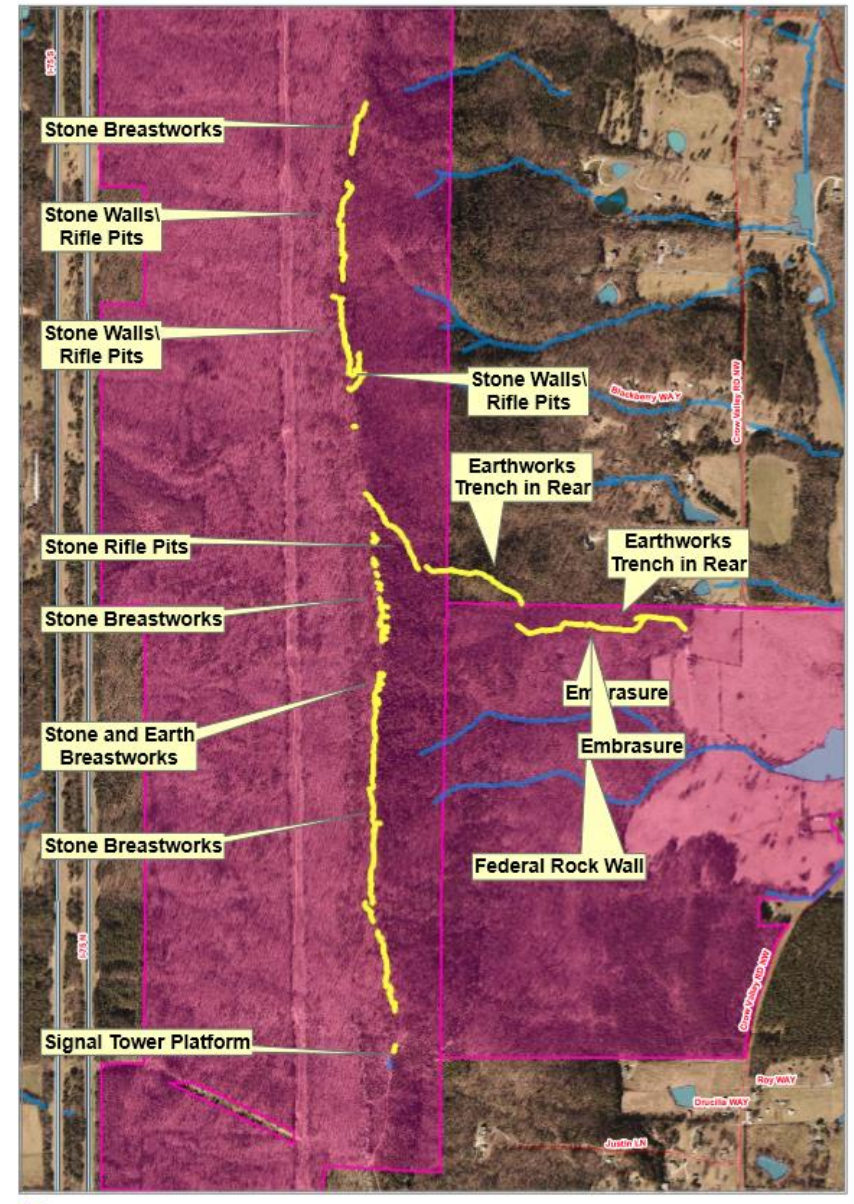 I-75 S
Stone Breastworks
Stone Walls\
Rifle Pits
Stone Walls\
Rifle Pits
Stone Walls\
Rifle Pits
Blackberry WAY
Crow Valley RD NW
Earthworks
Trench in Rear
Stone Rifle Pits
Earthworks
Trench in Rear
Stone Breastworks
Embrasure
Stone and Earth
Breastworks
Embrasure
Stone Breastworks
Federal Rock Wall
I-75 N
Crow Valley RD NW
Signal Tower Platform
Roy WAY
Drucilla WAY
Justin LN